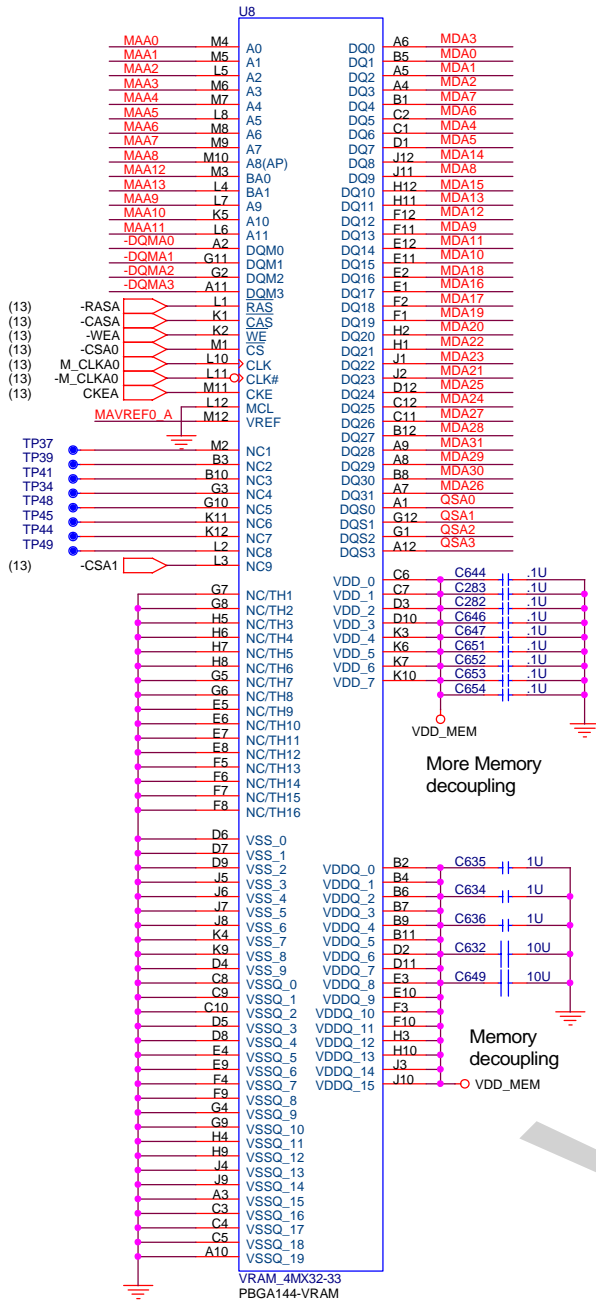 U8
MAA0 M4 A0
MAA1 M5 A1
MAA2 L5 A2
MAA3 M6 A3
MAA4 M7 A4
MAA5 L8 A5
MAA6 M8 A6
MAA7 M9 A7
MAA8 M10 A8(AP)
MAA12 M3 BA0
MAA13 L4 BA1
MAA9 L7 A9
MAA10 K5 A10
MAA11 L6 A11
-DQMA0 A2 DQM0
-DQMA1 G11 DQM1
-DQMA2 G2 DQM2
-DQMA3 A11 DQM3
(13) -RASA L1 RAS
(13) -CASA K1 CAS
(13) -WEA K2 WE
(13) -CSA0 M1 CS
(13) M_CLKA0 L10 CLK
(13) -M_CLKA0 L11 CLK#
(13) CKEA M11 CKE
L12 MCL
MAVREF0_A M12 VREF
TP37 M2 NC1
TP39 B3 NC2
TP41 B10 NC3
TP34 G3 NC4
TP48 G10 NC5
TP45 K11 NC6
TP44 K12 NC7
TP49 L2 NC8
(13) -CSA1 L3 NC9
G7 NC/TH1
G8 NC/TH2
H5 NC/TH3
H6 NC/TH4
H7 NC/TH5
H8 NC/TH6
G5 NC/TH7
G6 NC/TH8
E5 NC/TH9
E6 NC/TH10
E7 NC/TH11
E8 NC/TH12
F5 NC/TH13
F6 NC/TH14
F7 NC/TH15
F8 NC/TH16
D6 VSS_0
D7 VSS_1
D9 VSS_2
J5 VSS_3
J6 VSS_4
J7 VSS_5
J8 VSS_6
K4 VSS_7
K9 VSS_8
D4 VSS_9
C8 VSSQ_0
C9 VSSQ_1
C10 VSSQ_2
D5 VSSQ_3
D8 VSSQ_4
E4 VSSQ_5
E9 VSSQ_6
F4 VSSQ_7
F9 VSSQ_8
G4 VSSQ_9
G9 VSSQ_10
H4 VSSQ_11
H9 VSSQ_12
J4 VSSQ_13
J9 VSSQ_14
A3 VSSQ_15
C3 VSSQ_16
C4 VSSQ_17
C5 VSSQ_18
A10 VSSQ_19
DQ0 A6 MDA3
DQ1 B5 MDA0
DQ2 A5 MDA1
DQ3 A4 MDA2
DQ4 B1 MDA7
DQ5 C2 MDA6
DQ6 C1 MDA4
DQ7 D1 MDA5
DQ8 J12 MDA14
DQ9 J11 MDA8
DQ10 H12 MDA15
DQ11 H11 MDA13
DQ12 F12 MDA12
DQ13 F11 MDA9
DQ14 E12 MDA11
DQ15 E11 MDA10
DQ16 E2 MDA18
DQ17 E1 MDA16
DQ18 F2 MDA17
DQ19 F1 MDA19
DQ20 H2 MDA20
DQ21 H1 MDA22
DQ22 J1 MDA23
DQ23 J2 MDA21
DQ24 D12 MDA25
DQ25 C12 MDA24
DQ26 C11 MDA27
DQ27 B12 MDA28
DQ28 A9 MDA31
DQ29 A8 MDA29
DQ30 B8 MDA30
DQ31 A7 MDA26
DQS0 A1 QSA0
DQS1 G12 QSA1
DQS2 G1 QSA2
DQS3 A12 QSA3
VDD_0 C6 C644 .1U
VDD_1 C7 C283 .1U
VDD_2 D3 C282 .1U
VDD_3 D10 C646 .1U
VDD_4 K3 C647 .1U
VDD_5 K6 C651 .1U
VDD_6 K7 C652 .1U
VDD_7 K10 C653 .1U
C654 .1U
VDD_MEM
More Memory
decoupling
VDDQ_0 B2 C635 1U
VDDQ_1 B4
VDDQ_2 B6 C634 1U
VDDQ_3 B7
VDDQ_4 B9 C636 1U
VDDQ_5 B11
VDDQ_6 D2 C632 10U
VDDQ_7 D11
VDDQ_8 E3 C649 10U
VDDQ_9 E10
VDDQ_10 F3
VDDQ_11 F10
VDDQ_12 H3
VDDQ_13 H10
VDDQ_14 J3
VDDQ_15 J10 VDD_MEM
Memory
decoupling
VRAM_4MX32-33
PBGA144-VRAM